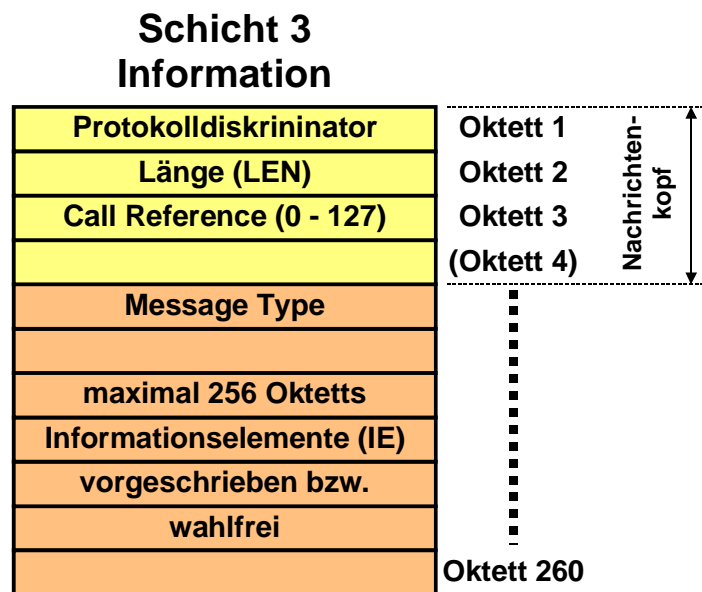 Schicht 3
Information
Protokolldiskrininator
Oktett 1
Länge (LEN)
Oktett 2
Call Reference (0 - 127)
Oktett 3
(Oktett 4)
Nachrichten-
kopf
Message Type
maximal 256 Oktetts
Informationselemente (IE)
vorgeschrieben bzw.
wahlfrei
Oktett 260